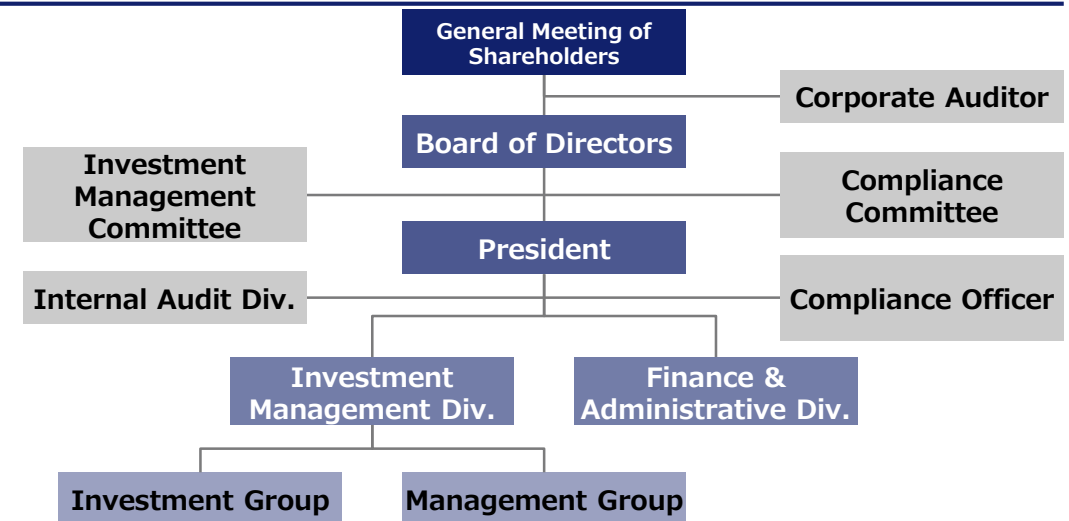 General Meeting of
Shareholders
Corporate Auditor
Board of Directors
Investment
Management
Committee
Compliance
Committee
President
Internal Audit Div.
Compliance Officer
Investment
Management Div.
Finance &
Administrative Div.
Investment Group
Management Group